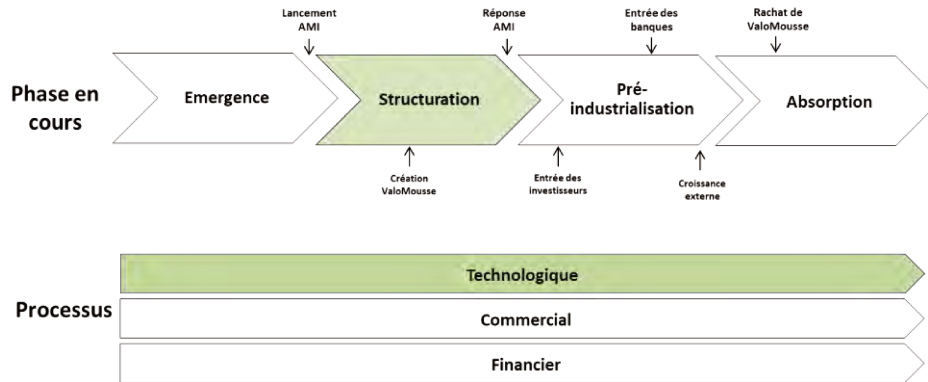 Lancement
AMI
Réponse
AMI
Entrée des
banques
Rachat de
ValoMousse
Phase en
cours
Emergence
Structuration
Pré-
industrialisation
Absorption
Création
ValoMousse
Entrée des
investisseurs
Croissance
externe
Processus
Technologique
Commercial
Financier